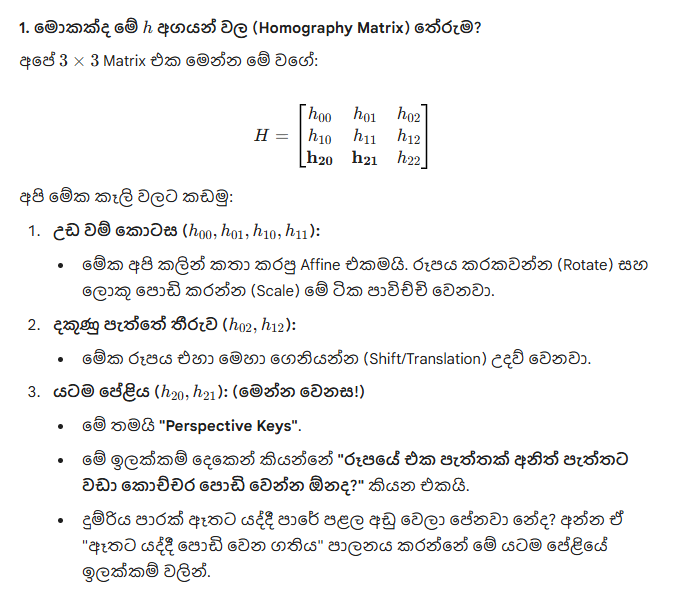 1. මොකක්ද මේ h අගයන් වල (Homography Matrix) තේරුම?
අපේ 3 × 3 Matrix එක මෙන්න මේ වගේ:
H = [h₀₀ h₀₁ h₀₂
h₁₀ h₁₁ h₁₂
h₂₀ h₂₁ h₂₂]
අපි මේක කෑලි වලට කඩමු:
1. උඩ වම් කොටස (h₀₀, h₀₁, h₁₀, h₁₁):
• මේක අපි කලින් කතා කරපු Affine එකමයි. රූපය කරකවන්න (Rotate) සහ
ලොකු පොඩි කරන්න (Scale) මේ ටික පාවිච්චි වෙනවා.
2. දකුණු පැත්තේ තීරුව (h₀₂, h₁₂):
• මේක රූපය එහා මෙහා ගෙනියන්න (Shift/Translation) උදව් වෙනවා.
3. යටම පේළිය (h₂₀, h₂₁): (මෙන්න වෙනස!)
• මේ තමයි "Perspective Keys".
• මේ ඉලක්කම් දෙකෙන් කියන්නේ "රූපයේ එක පැත්තක් අනිත් පැත්තට
වඩා කොච්චර පොඩි වෙන්න ඕනද?" කියන එකයි.
• දුම්රිය පාරක් ඈතට යද්දී පාරේ පළල අඩු වෙලා පේනවා නේද? අන්න ඒ
"ඈතට යද්දී පොඩි වෙන ගතිය" පාලනය කරන්නේ මේ යටම පේළියේ
ඉලක්කම් වලින්.